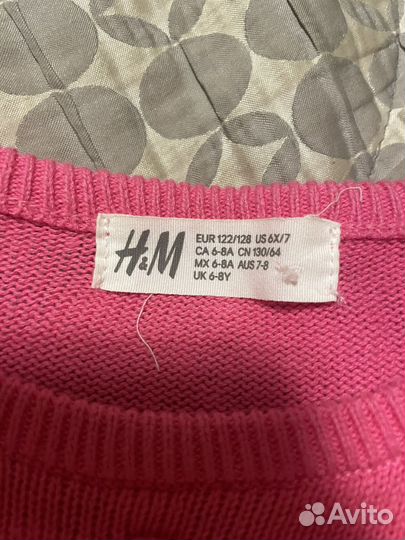 H&M
EUR 122/128 US 6X/7
CA 6-8A CN 130/64
MX 6-8A AUS 7-8
UK 6-8Y
Avito